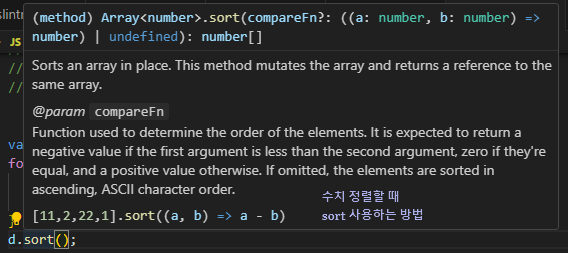 slint
(method) Array<number>.sort(compareFn?: ((a: number, b: number) =>
number) | undefined): number[]
JS
Sorts an array in place. This method mutates the array and returns a reference to the
same array.
//
//
@param compareFn
Function used to determine the order of the elements. It is expected to return a
va
negative value if the first argument is less than the second argument, zero if they're
fo
equal, and a positive value otherwise. If omitted, the elements are sorted in
ascending, ASCII character order.
수치 정렬할 때
[11,2,22,1].sort((a, b) => a - b)
sort 사용하는 방법
d.sort();